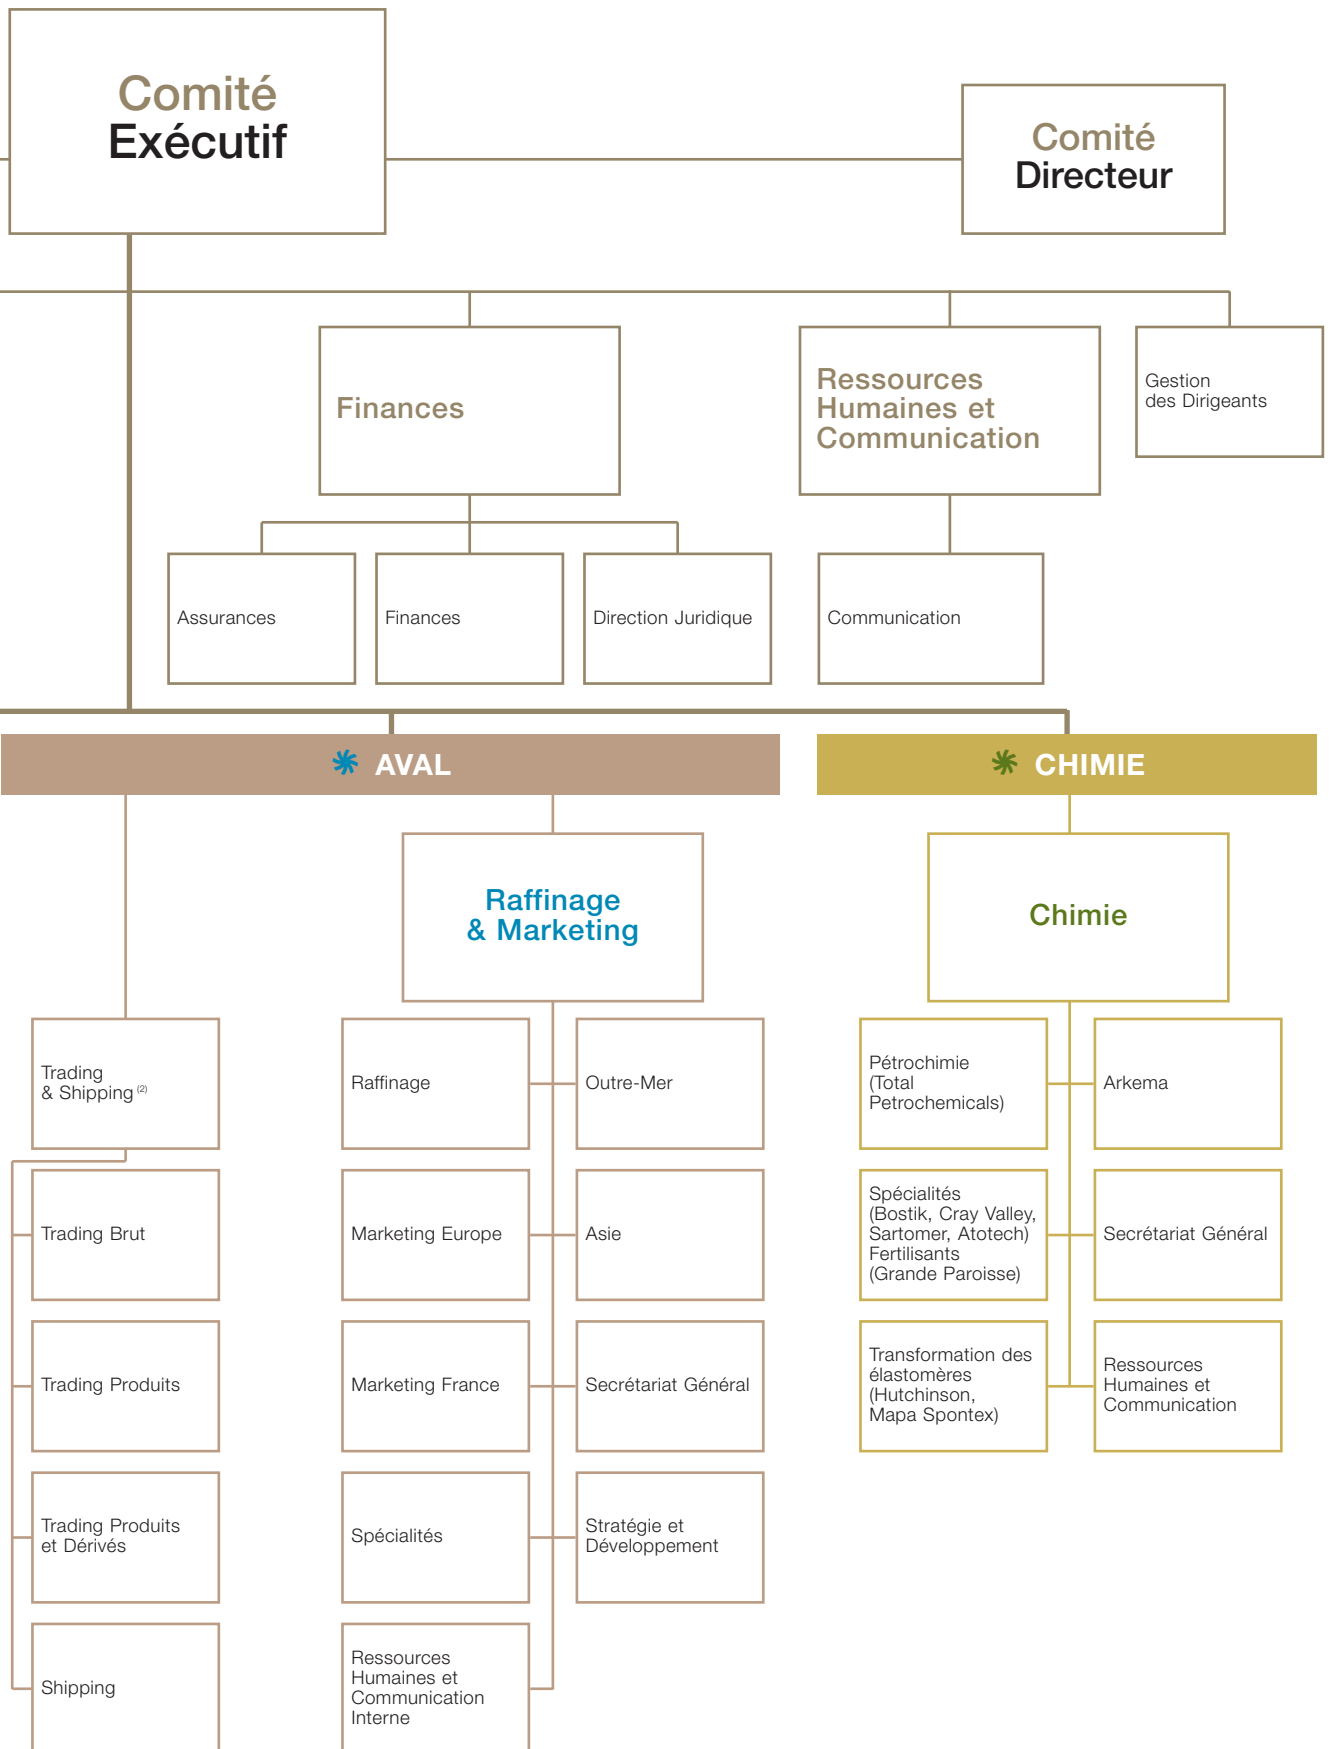 Comité
Exécutif
Comité
Directeur
Finances
Ressources
Humaines et
Communication
Gestion
des Dirigeants
Assurances
Finances
Direction Juridique
Communication
AVAL
CHIMIE
Raffinage
& Marketing
Chimie
Trading
& Shipping (2)
Raffinage
Outre-Mer
Pétrochimie
(Total
Petrochemicals)
Arkema
Trading Brut
Marketing Europe
Asie
Spécialités
(Bostik, Cray Valley,
Sartomer, Atotech)
Fertilisants
(Grande Paroisse)
Secrétariat Général
Trading Produits
Marketing France
Secrétariat Général
Transformation des
élastomères
(Hutchinson,
Mapa Spontex)
Ressources
Humaines et
Communication
Trading Produits
et Dérivés
Spécialités
Stratégie et
Développement
Shipping
Ressources
Humaines et
Communication
Interne